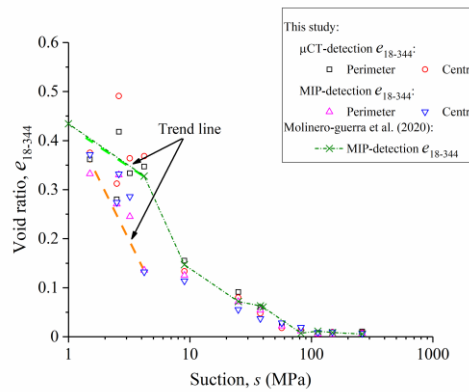 This study:
μCT-detection e18-344:
Perimeter Centr
MIP-detection e18-344:
Perimeter Centr
Molinero-guerra et al. (2020):
MIP-detection e18-344
Trend line
Void ratio, e18-344
0.6
0.5
0.4
0.3
0.2
0.1
0
1 10 100 1000
Suction, s (MPa)